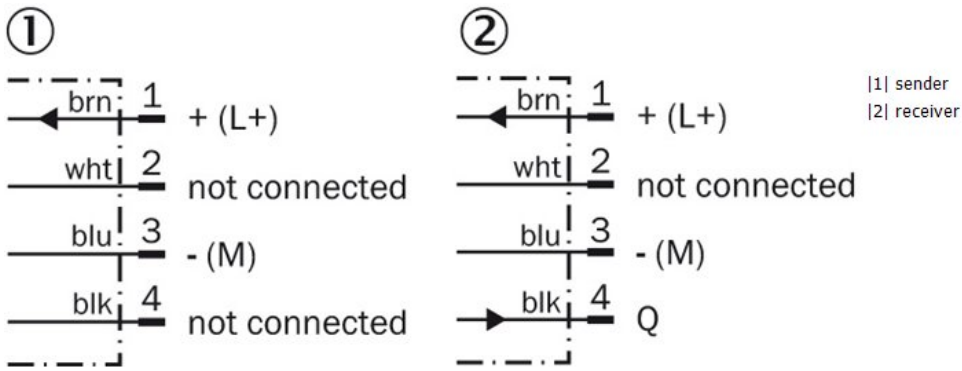 ①
brn 1 + (L+)
wht 2 not connected
blu 3 - (M)
blk 4 not connected
②
brn 1 + (L+)
wht 2 not connected
blu 3 - (M)
blk 4 Q
|1| sender
|2| receiver